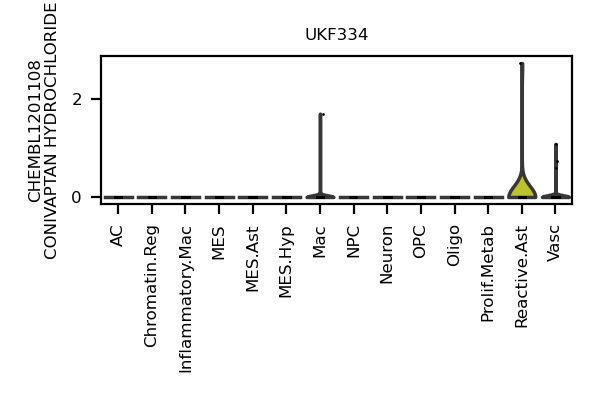 UKF334
CHEMBL1201108
CONIVAPTAN HYDROCHLORIDE
2
0
AC
Chromatin.Reg
Inflammatory.Mac
MES
MES.Ast
MES.Hyp
Mac
NPC
Neuron
OPC
Oligo
Prolif.Metab
Reactive.Ast
Vasc